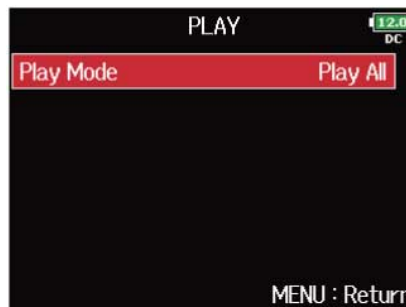 PLAY
12.0
DC
Play Mode Play All
MENU : Return